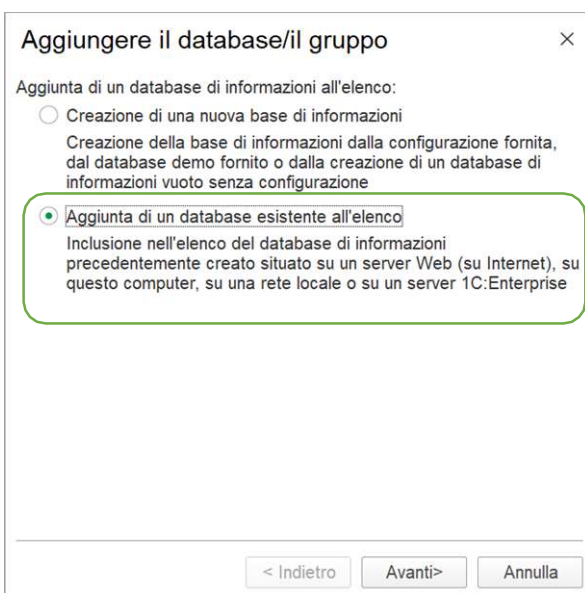 Aggiungere il database/il gruppo
Aggiunta di un database di informazioni all'elenco:
Creazione di una nuova base di informazioni
Creazione della base di informazioni dalla configurazione fornita,
dal database demo fornito o dalla creazione di un database di
informazioni vuoto senza configurazione
Aggiunta di un database esistente all'elenco
Inclusione nell'elenco del database di informazioni
precedentemente creato situato su un server Web (su Internet), su
questo computer, su una rete locale o su un server 1C:Enterprise
< Indietro
Avanti>
Annulla